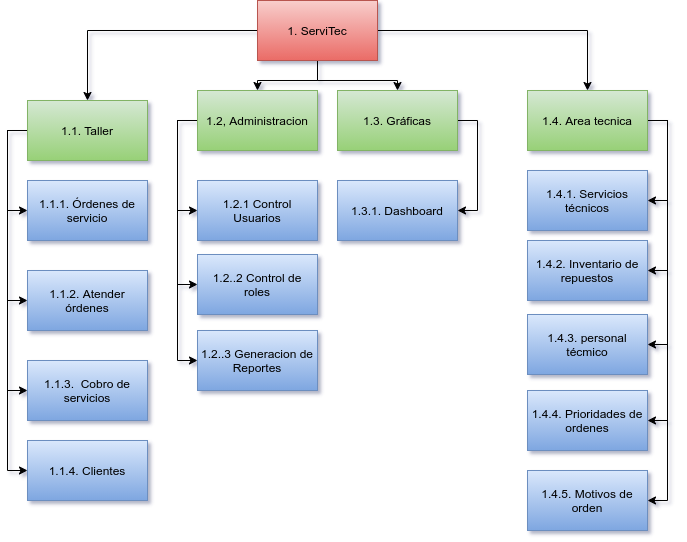 1. ServiTec
1.1. Taller
1.1.1. Órdenes de
servicio
1.1.2. Atender
órdenes
1.1.3.  Cobro de
servicios
1.1.4. Clientes
1.2, Administracion
1.2.1 Control
Usuarios
1.2..2 Control de
roles
1.2..3 Generacion de
Reportes
1.3. Gráficas
1.3.1. Dashboard
1.4. Area tecnica
1.4.1. Servicios
técnicos
1.4.2. Inventario de
repuestos
1.4.3. personal
técmico
1.4.4. Prioridades de
ordenes
1.4.5. Motivos de
orden